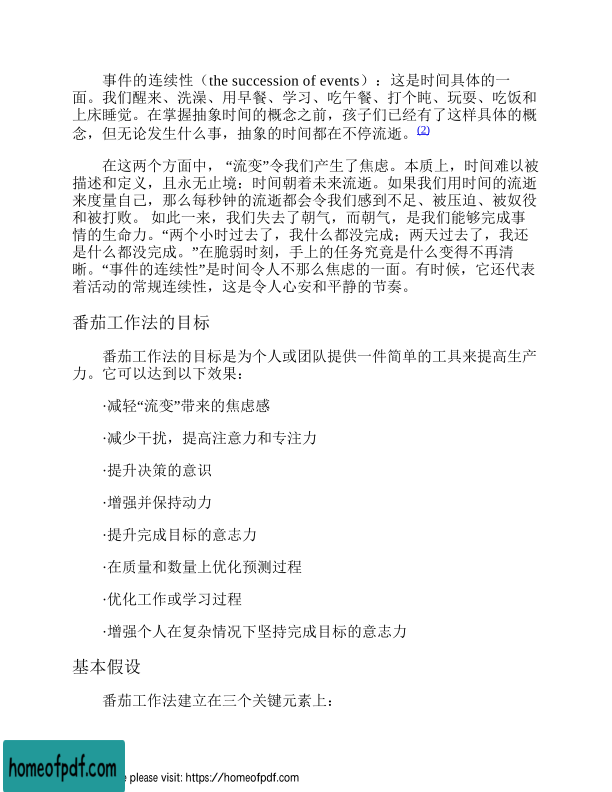 事件的连续性（the succession of events）：这是时间具体的一
面。我们醒来、洗澡、用早餐、学习、吃午餐、打个盹、玩耍、吃饭和
上床睡觉。在掌握抽象时间的概念之前，孩子们已经有了这样具体的概
念，但无论发生什么事，抽象的时间都在不停流逝。(2)
在这两个方面中， “流变”令我们产生了焦虑。本质上，时间难以被
描述和定义，且永无止境：时间朝着未来流逝。如果我们用时间的流逝
来度量自己，那么每秒钟的流逝都会令我们感到不足、被压迫、被奴役
和被打败。 如此一来，我们失去了朝气，而朝气，是我们能够完成事
情的生命力。“两个小时过去了，我什么都没完成；两天过去了，我还
是什么都没完成。”在脆弱时刻，手上的任务究竟是什么变得不再清
晰。“事件的连续性”是时间令人不那么焦虑的一面。有时候，它还代表
着活动的常规连续性，这是令人心安和平静的节奏。
番茄工作法的目标
番茄工作法的目标是为个人或团队提供一件简单的工具来提高生产
力。它可以达到以下效果：
·减轻“流变”带来的焦虑感
·减少干扰，提高注意力和专注力
·提升决策的意识
·增强并保持动力
·提升完成目标的意志力
·在质量和数量上优化预测过程
·优化工作或学习过程
·增强个人在复杂情况下坚持完成目标的意志力
基本假设
番茄工作法建立在三个关键元素上：
homeofpdf.com
please visit: https://homeofpdf.com